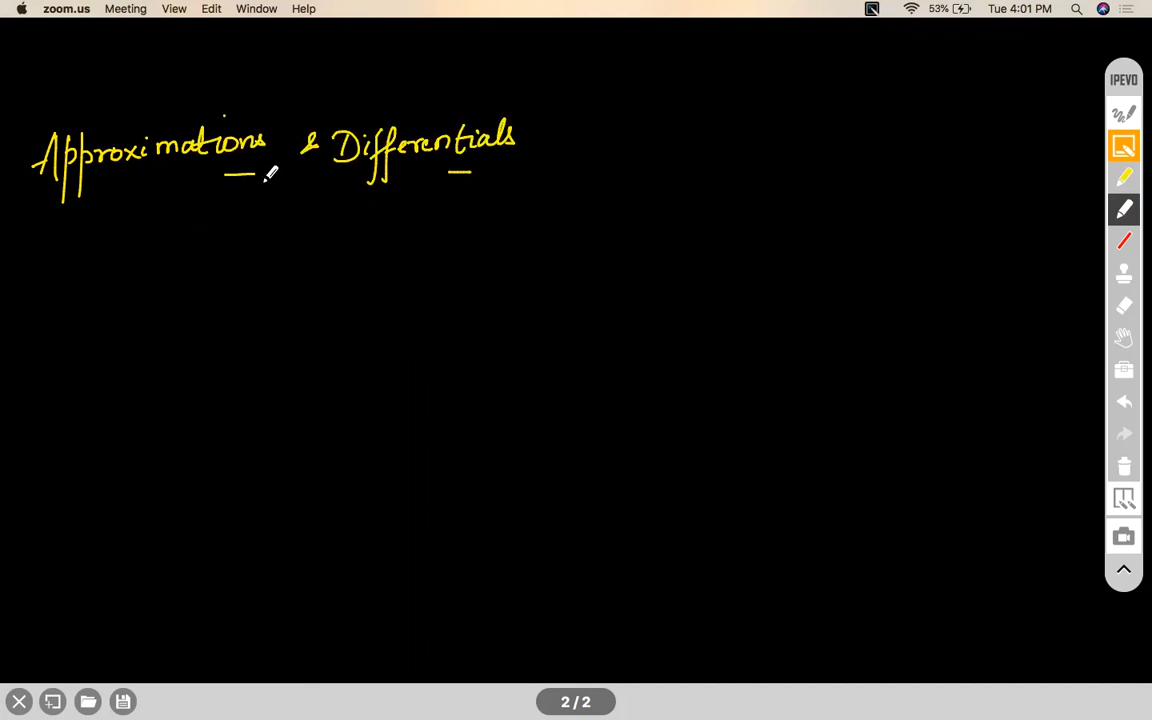 zoom.us Meeting View Edit Window Help 53% Tue 4:01 PM
IPEVO
Approximations & Differentials
2/2